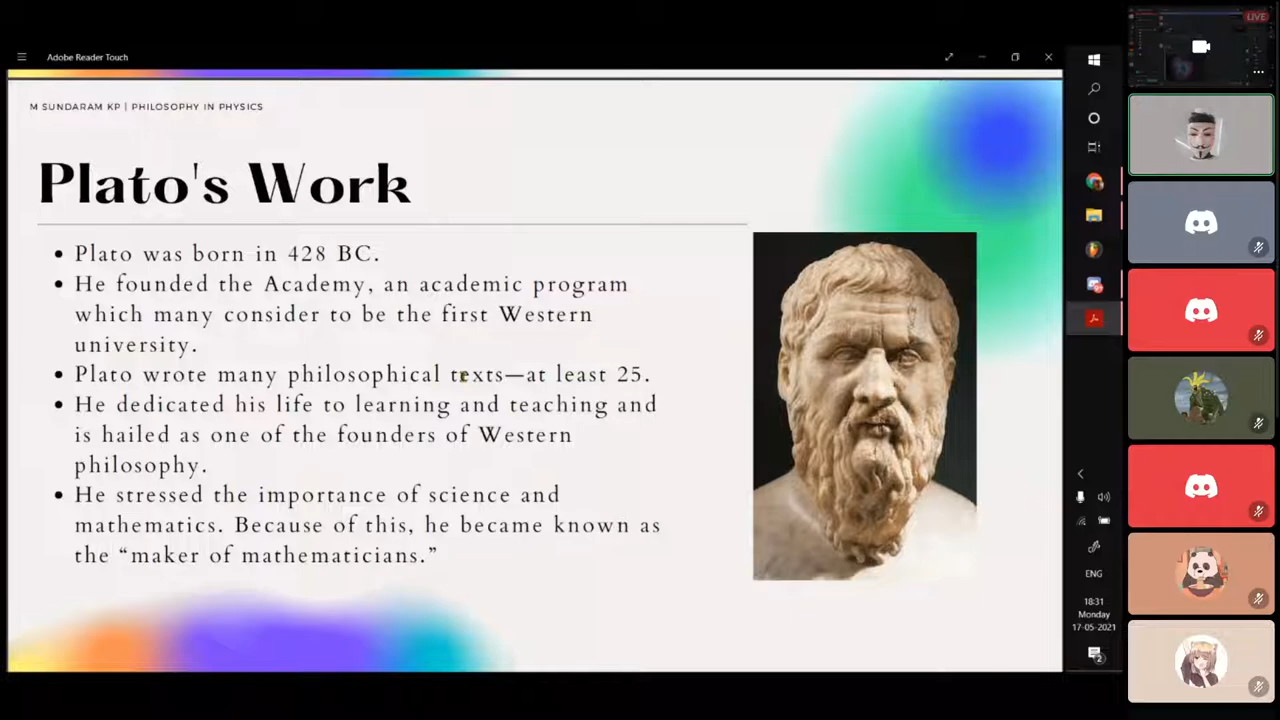 LIVE
Adobe Reader Touch
M SUNDARAM KP | PHILOSOPHY IN PHYSICS
Plato's Work
• Plato was born in 428 BC.
• He founded the Academy, an academic program
which many consider to be the first Western
university.
• Plato wrote many philosophical texts—at least 25.
• He dedicated his life to learning and teaching and
is hailed as one of the founders of Western
philosophy.
• He stressed the importance of science and
mathematics. Because of this, he became known as
the “maker of mathematicians.”
ENG
18:31
Monday
17-05-2021
2